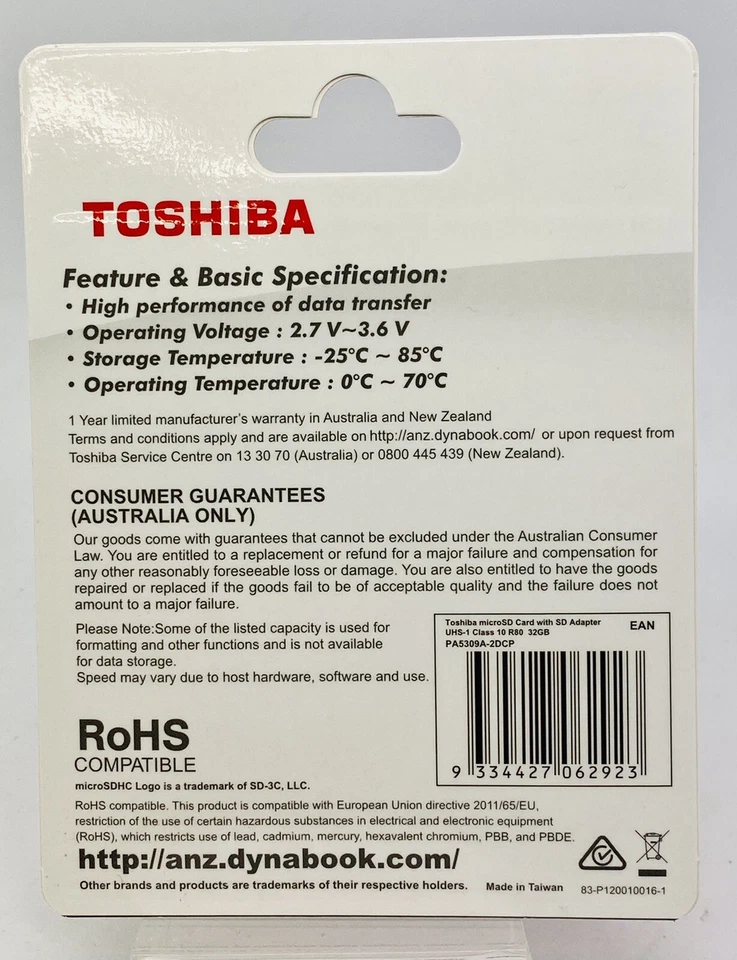 TOSHIBA
Feature & Basic Specification:
• High performance of data transfer
• Operating Voltage : 2.7 V~3.6 V
• Storage Temperature : -25°C ~ 85°C
• Operating Temperature : 0°C ~ 70°C
1 Year limited manufacturer's warranty in Australia and New Zealand
Terms and conditions apply and are available on http://anz.dynabook.com/ or upon request from
Toshiba Service Centre on 13 30 70 (Australia) or 0800 445 439 (New Zealand).
CONSUMER GUARANTEES
(AUSTRALIA ONLY)
Our goods come with guarantees that cannot be excluded under the Australian Consumer
Law. You are entitled to a replacement or refund for a major failure and compensation for
any other reasonably foreseeable loss or damage. You are also entitled to have the goods
repaired or replaced if the goods fail to be of acceptable quality and the failure does not
amount to a major failure.
Please Note:Some of the listed capacity is used for
formatting and other functions and is not available
for data storage.
Speed may vary due to host hardware, software and use.
Toshiba microSD Card with SD Adapter
UHS-1 Class 10 R80 32GB
PA5309A-2DCP
EAN
9 334427 062923
RoHS
COMPATIBLE
microSDHC Logo is a trademark of SD-3C, LLC.
RoHS compatible. This product is compatible with European Union directive 2011/65/EU,
restriction of the use of certain hazardous substances in electrical and electronic equipment
(RoHS), which restricts use of lead, cadmium, mercury, hexavalent chromium, PBB, and PBDE.
http://anz.dynabook.com/
Other brands and products are trademarks of their respective holders. Made in Taiwan 83-P120010016-1